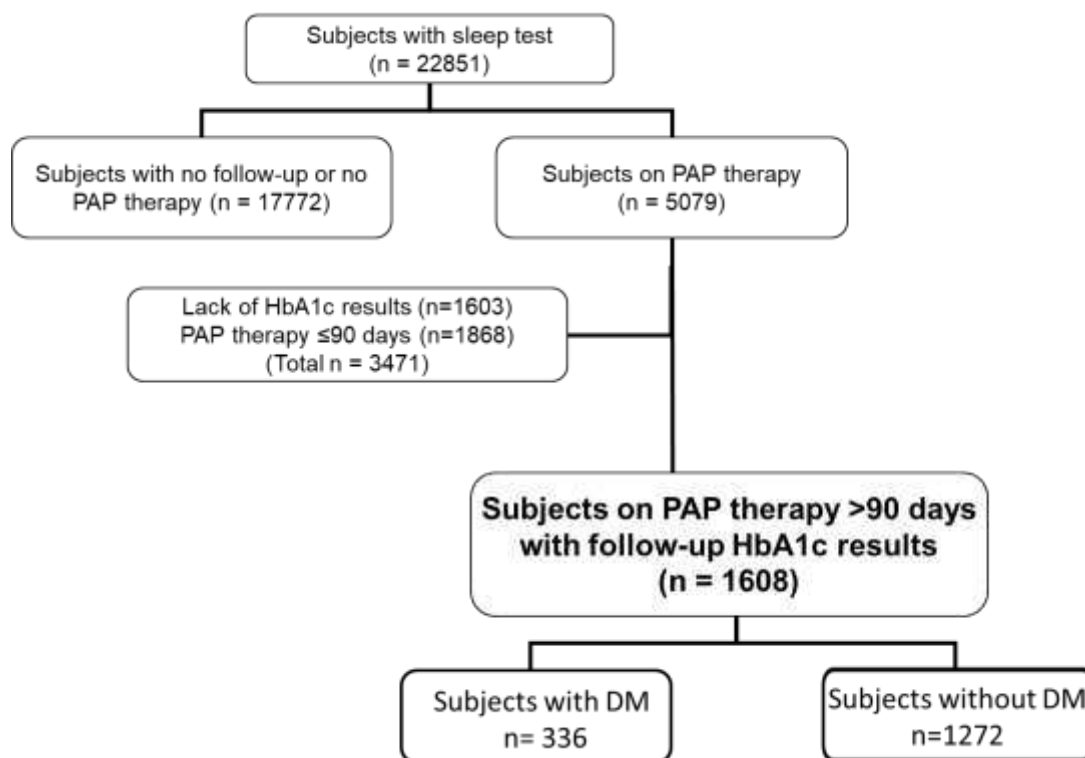 Subjects with sleep test
(n = 22851)
Subjects with no follow-up or no
PAP therapy (n = 17772)
Subjects on PAP therapy
(n = 5079)
Lack of HbA1c results (n=1603)
PAP therapy ≤90 days (n=1868)
(Total n = 3471)
Subjects on PAP therapy >90 days
with follow-up HbA1c results
(n = 1608)
Subjects with DM
n= 336
Subjects without DM
n=1272